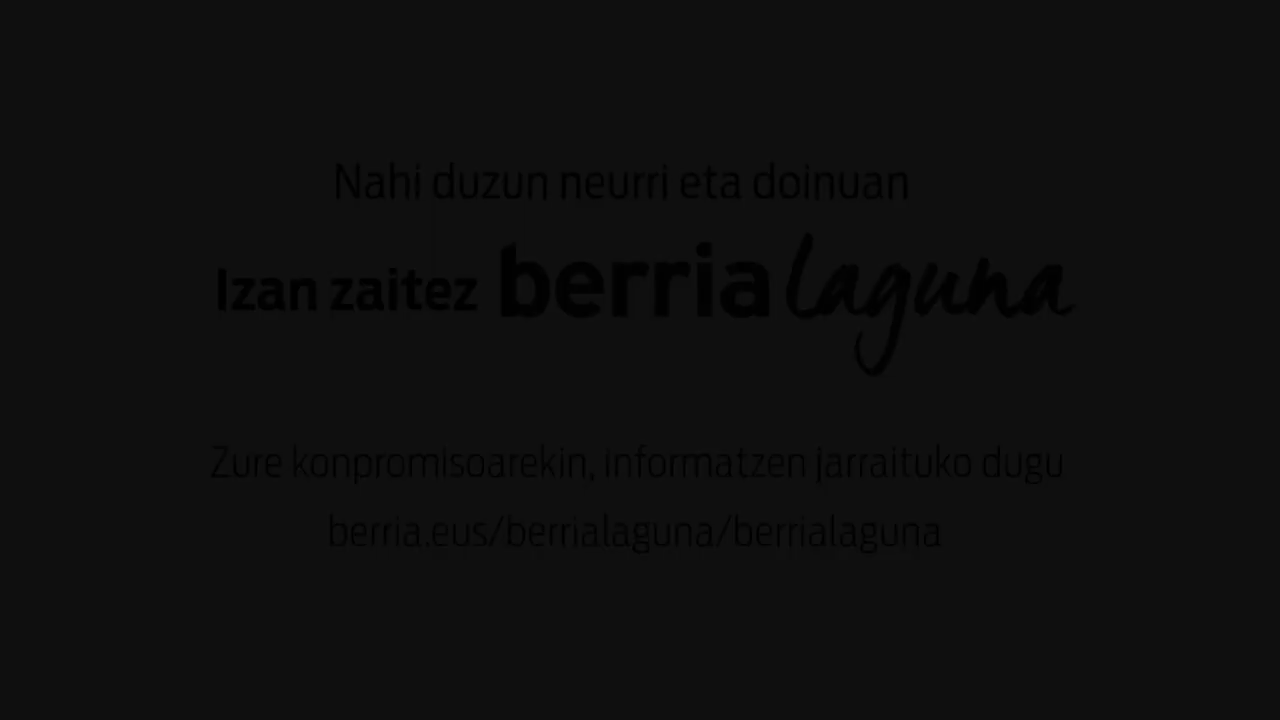 Nahi duzun neurri eta doinuan
Izan zaitez berria laguna
Zure konpromisoarekin, informatzen jarraituko dugu
berria.eus/berrialaguna/berrialaguna